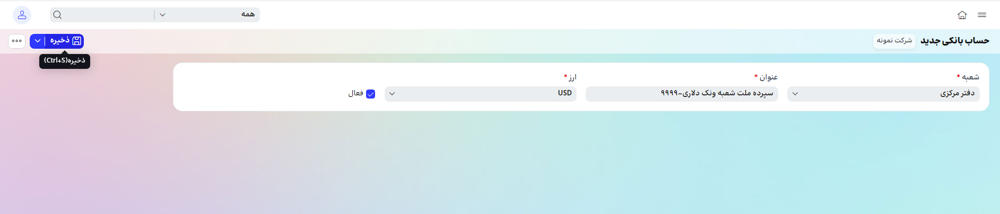 همه
حساب بانکی جدید شرکت نمونه ذخیره
ذخیره(Ctrl+S)
شعبه * عنوان * ارز *
دفتر مرکزی سپرده ملت شعبه ونک دلاری-۹۹۹۹ USD فعال